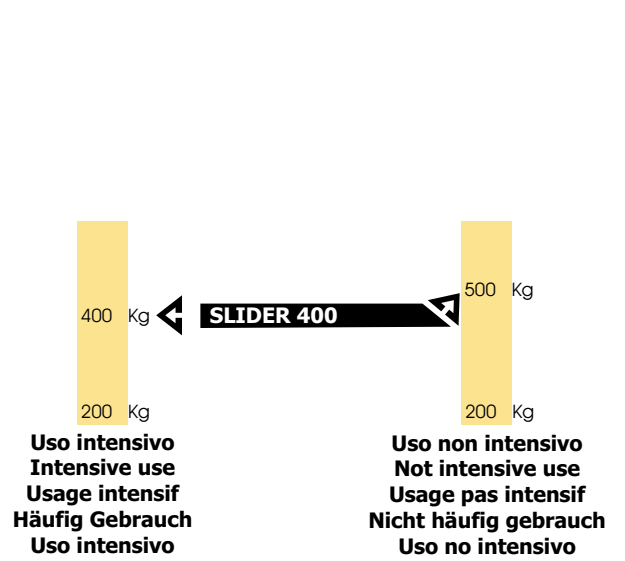 500 Kg
400 Kg SLIDER 400
200 Kg 200 Kg
Uso intensivo
Intensive use
Usage intensif
Häufig Gebrauch
Uso intensivo
Uso non intensivo
Not intensive use
Usage pas intensif
Nicht häufig gebrauch
Uso no intensivo